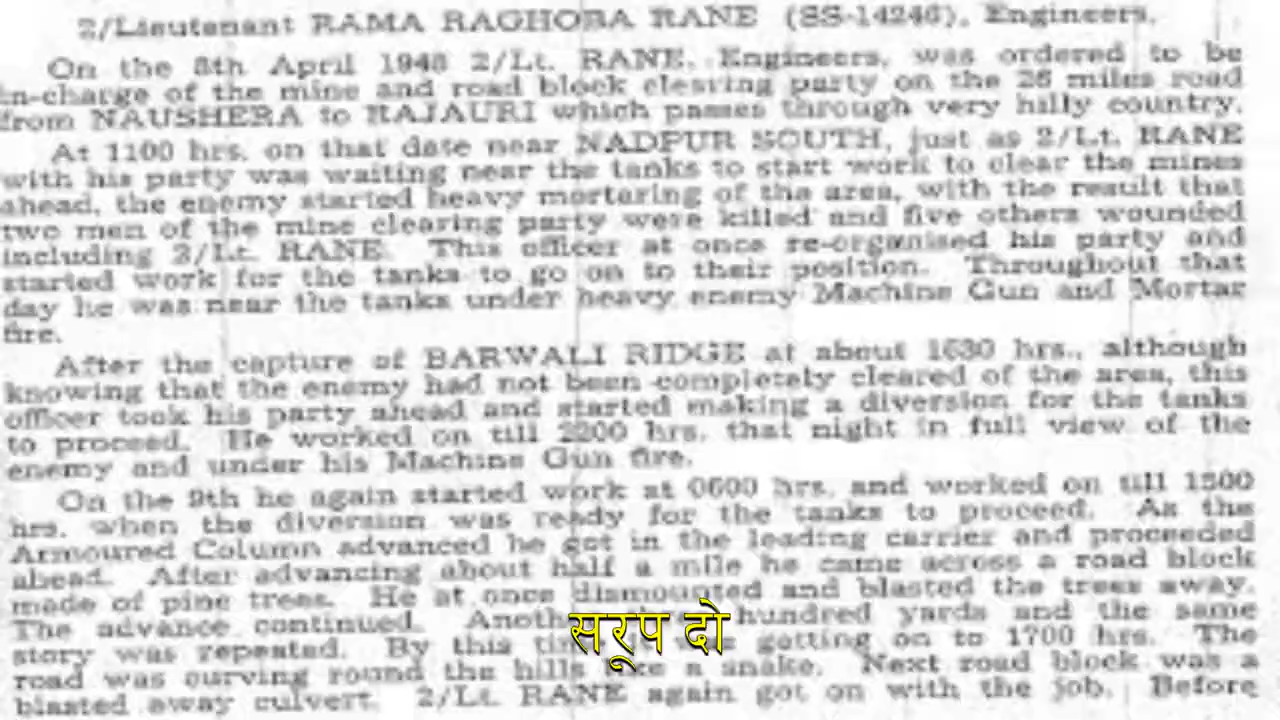 2/Lieutenant RAMA RAGHOBA RANE (SS-14246), Engineers.
On the 8th April 1948 2/Lt. RANE, Engineers, was ordered to be
in-charge of the mine and road block clearing party on the 26 miles road
from NAUSHERA to RAJAURI which passes through very hilly country.
At 1100 hrs. on that date near NADPUR SOUTH, just as 2/Lt. RANE
with his party was waiting near the tanks to start work to clear the mines
ahead, the enemy started heavy mortaring of the area, with the result that
two men of the mine clearing party were killed and five others wounded
including 2/Lt. RANE. This officer at once re-organised his party and
started work for the tanks to go on to their position. Throughout that
day he was near the tanks under heavy enemy Machine Gun and Mortar
fire.
After the capture of BARWALI RIDGE at about 1630 hrs., although
knowing that the enemy had not been completely cleared of the area, this
officer took his party ahead and started making a diversion for the tanks
to proceed. He worked on till 2200 hrs. that night in full view of the
enemy and under his Machine Gun fire.
On the 9th he again started work at 0600 hrs. and worked on till 1500
hrs. when the diversion was ready for the tanks to proceed. As the
Armoured Column advanced he got in the leading carrier and proceeded
ahead. After advancing about half a mile he came across a road block
made of pine trees. He at once dismounted and blasted the trees away.
The advance continued. hundred yards and the same
story was repeated. By this getting on to 1700 hrs. The
road was curving round the hills like a snake. Next road block was a
blasted away culvert. 2/Lt. RANE again got on with the job. Before
सरूप दो